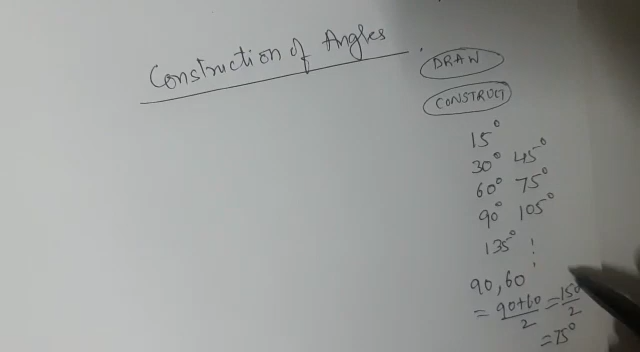 Construction of Angles
DRAW
CONSTRUCT
15°
30° 45°
60° 75°
90° 105°
135°
90, 60
= 90+60/2 = 150/2
= 75°